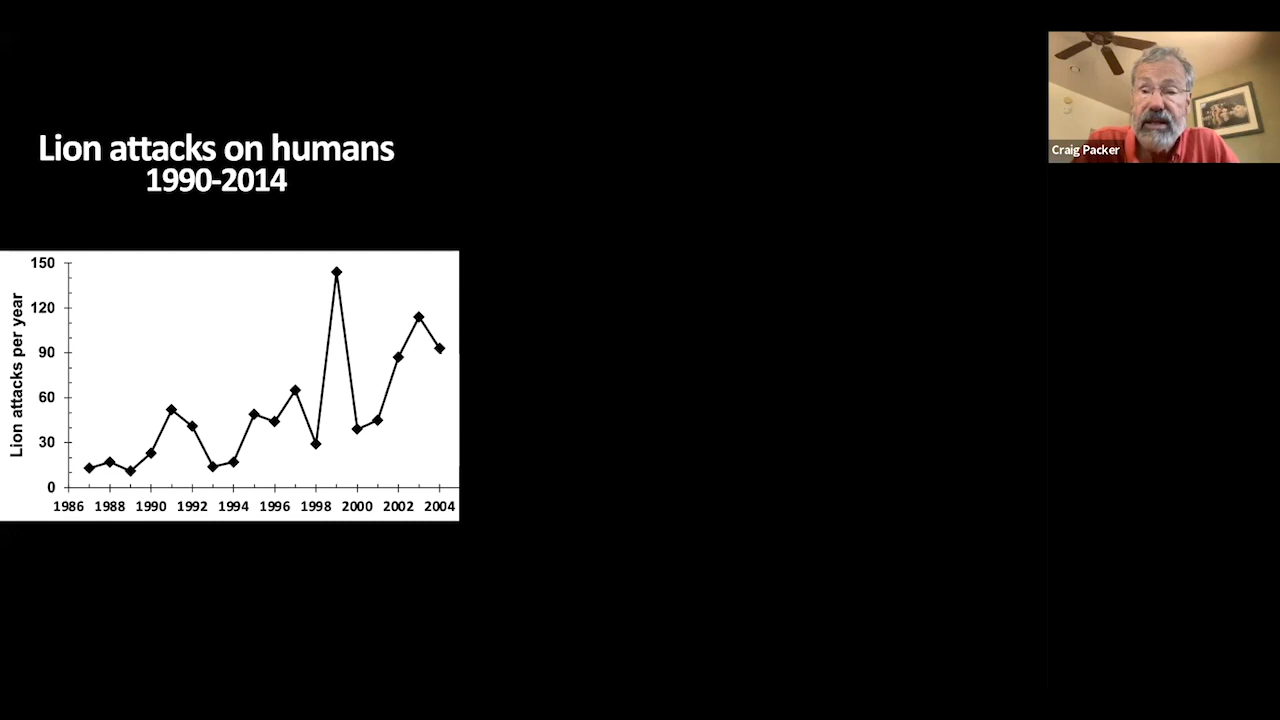 Lion attacks on humans
1990-2014
Craig Packer
Lion attacks per year
150
120
90
60
30
0
1986 1988 1990 1992 1994 1996 1998 2000 2002 2004